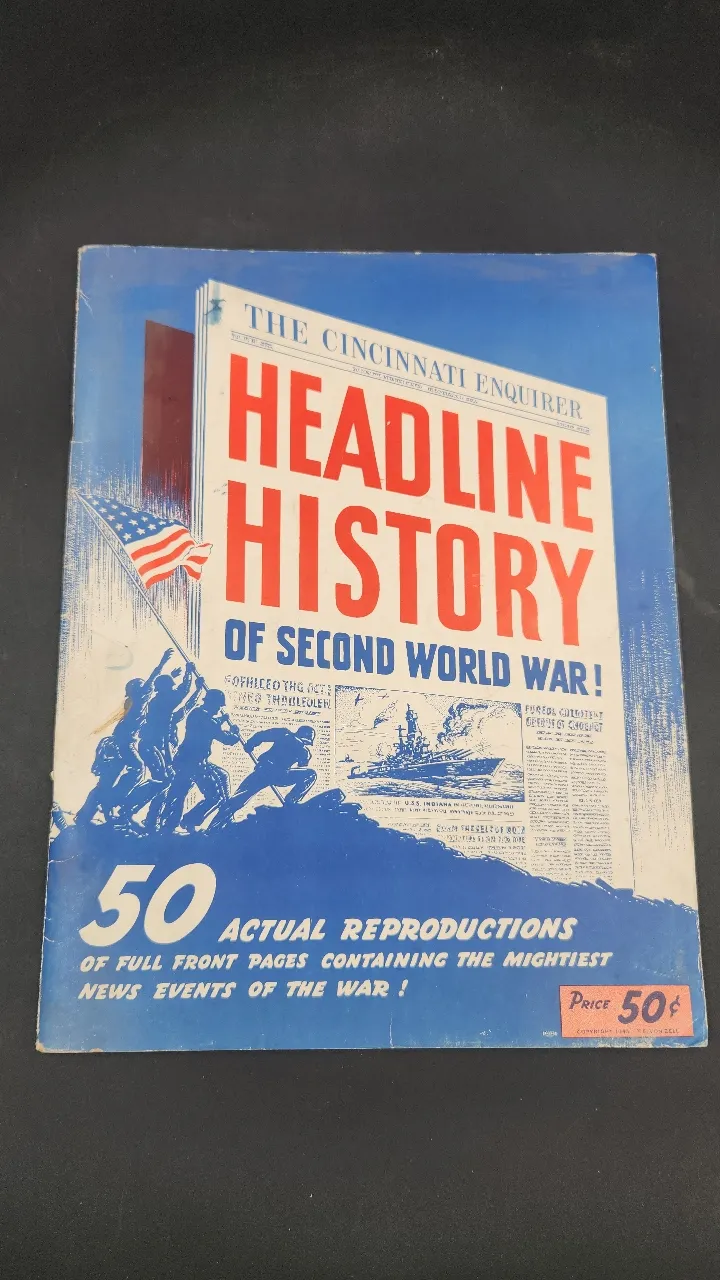 THE CINCINNATI ENQUIRER
HEADLINE
HISTORY
OF SECOND WORLD WAR!
U.S.S. INDIANA
50 ACTUAL REPRODUCTIONS
OF FULL FRONT PAGES CONTAINING THE MIGHTIEST
NEWS EVENTS OF THE WAR!
PRICE 50¢
COPYRIGHT